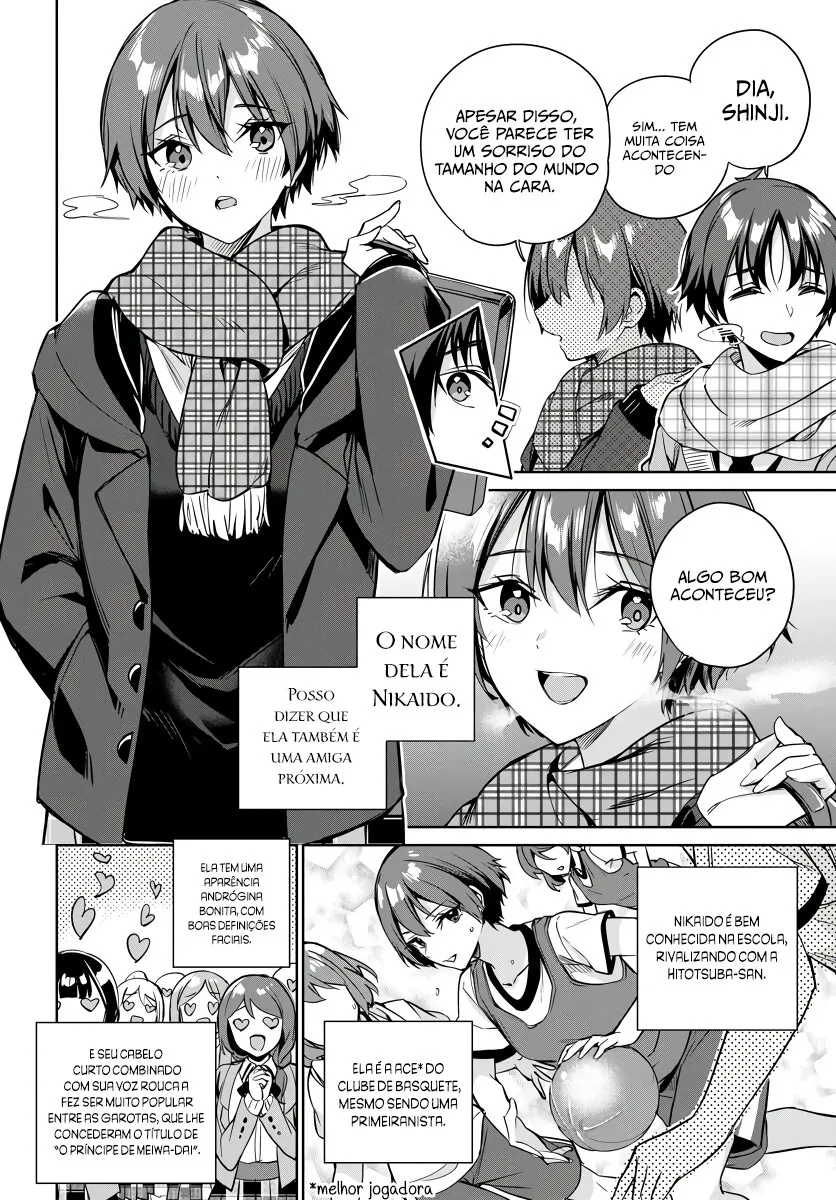 DIA,
SHINJI.
SIM... TEM
MUITA COISA
ACONTECEN-
DO
APESAR DISSO,
VOCÊ PARECE TER
UM SORRISO DO
TAMANHO DO MUNDO
NA CARA.
ALGO BOM
ACONTECEU?
O NOME
DELA É
NIKAIDO.
POSSO
DIZER QUE
ELA TAMBÉM É
UMA AMIGA
PRÓXIMA.
NIKAIDO É BEM
CONHECIDA NA ESCOLA,
RIVALIZANDO COM A
HITOTSUBA-SAN.
ELA É A ACE* DO
CLUBE DE BASQUETE,
MESMO SENDO UMA
PRIMEIRANISTA.
*melhor jogadora
ELA TEM UMA
APARÊNCIA
ANDRÓGINA
BONITA, COM
BOAS DEFINIÇÕES
FACIAIS.
E SEU CABELO
CURTO COMBINADO
COM SUA VOZ ROUCA A
FEZ SER MUITO POPULAR
ENTRE AS GAROTAS, QUE LHE
CONCEDERAM O TÍTULO DE
"O PRÍNCIPE DE MEIWA-DAI".